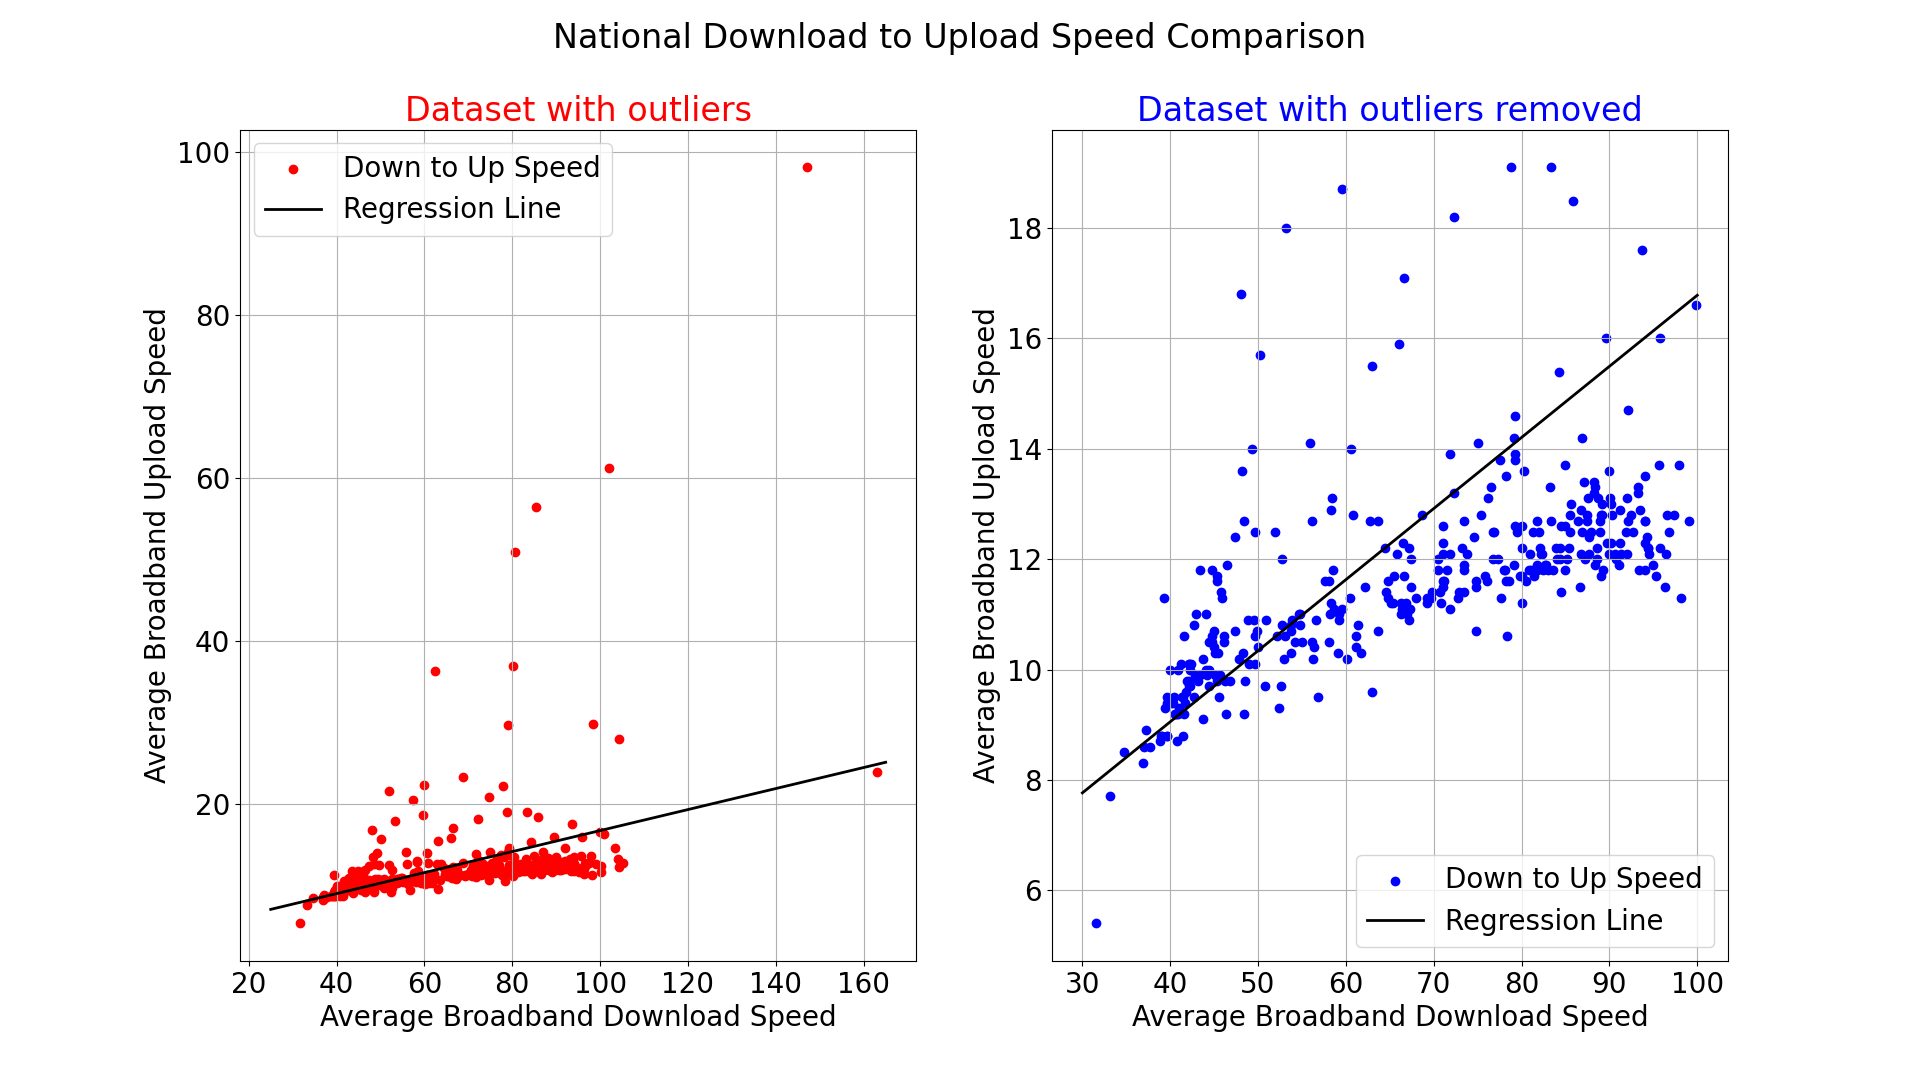 National Download to Upload Speed Comparison
Dataset with outliers
Down to Up Speed
Regression Line
100
80
60
40
20
Average Broadband Upload Speed
20 40 60 80 100 120 140 160
Average Broadband Download Speed
Dataset with outliers removed
18
16
14
12
10
8
6
Average Broadband Upload Speed
Down to Up Speed
Regression Line
30 40 50 60 70 80 90 100
Average Broadband Download Speed